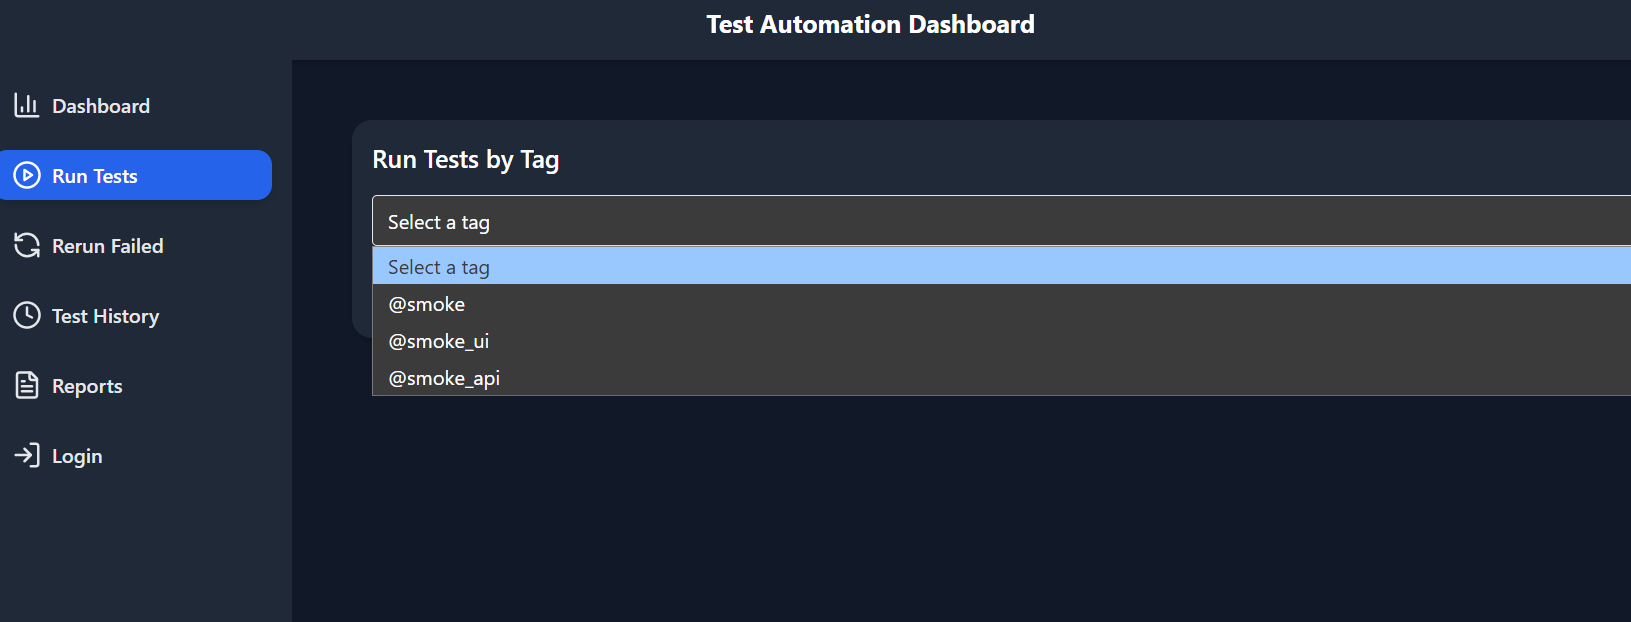 Test Automation Dashboard
Dashboard
Run Tests
Rerun Failed
Test History
Reports
Login
Run Tests by Tag
Select a tag
Select a tag
@smoke
@smoke_ui
@smoke_api